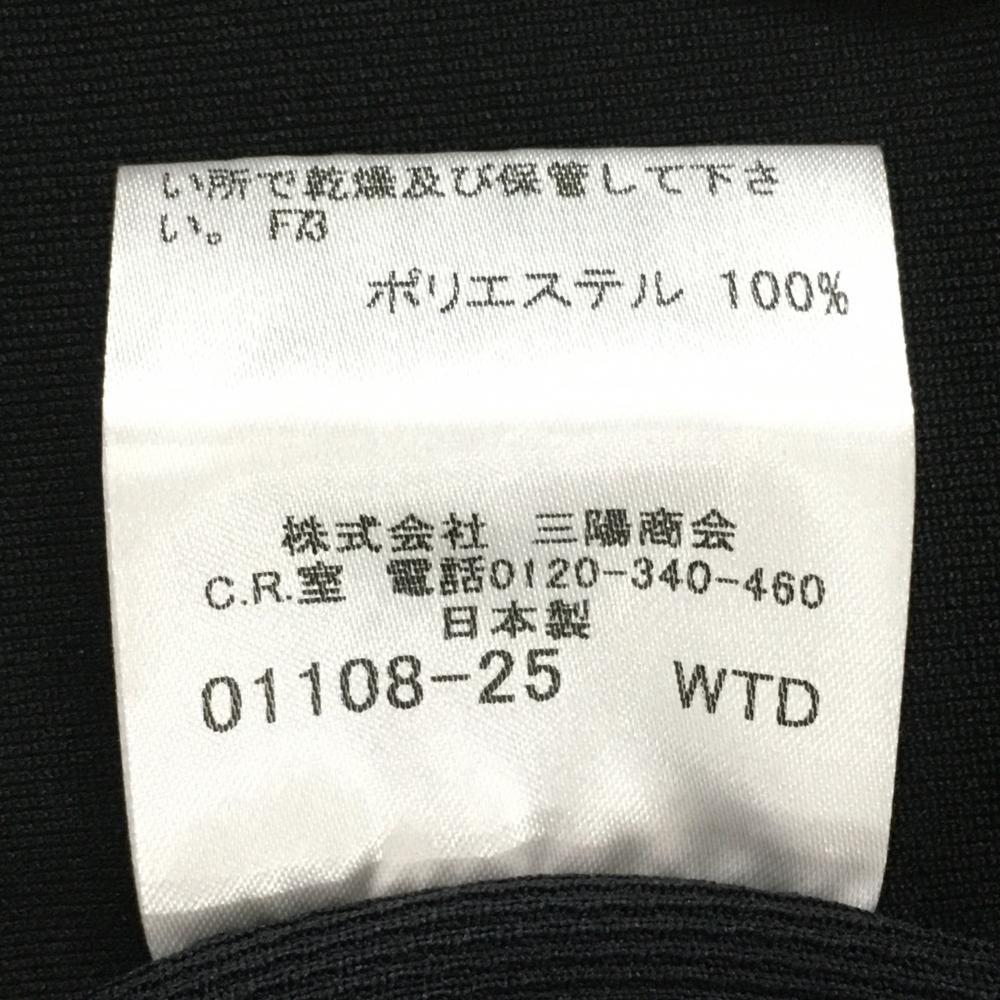 い所で乾燥及び保管して下さ
い。 F73
ポリエステル 100%
株式会社 三陽商会
C.R.室 電話0120-340-460
日本製
01108-25 WTD